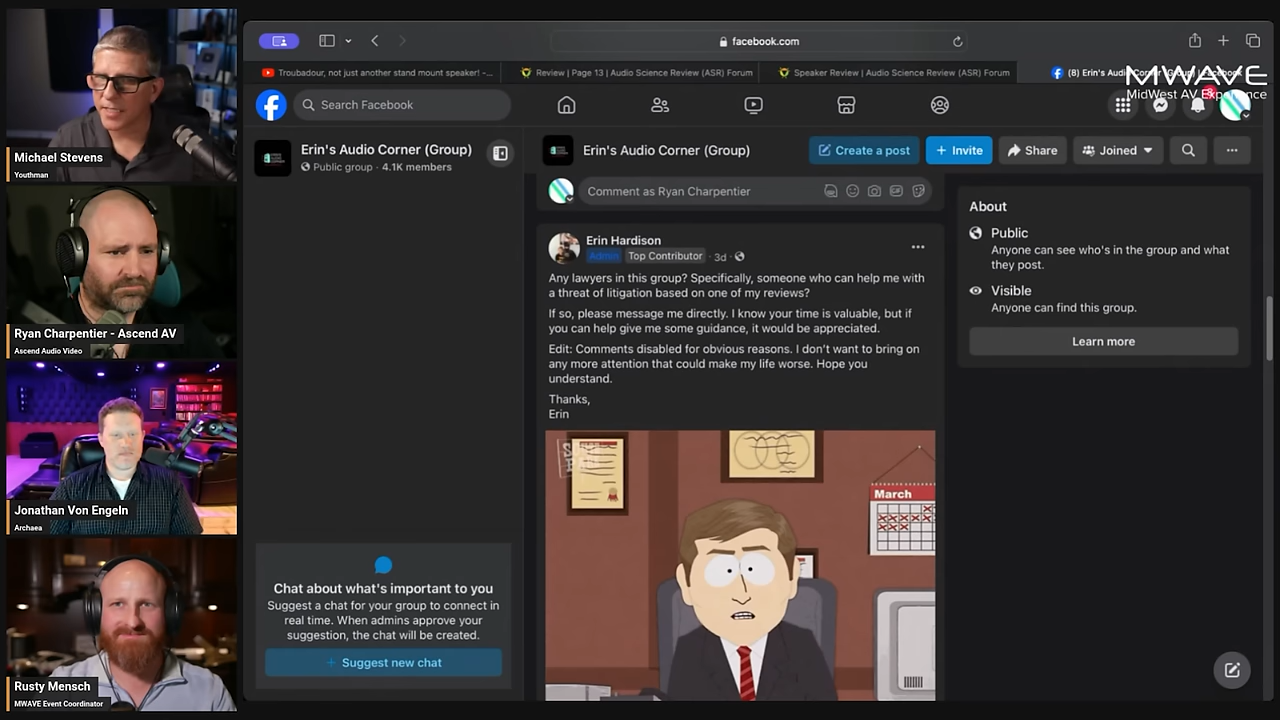 Michael Stevens
Youthman
Ryan Charpentier - Ascend AV
Ascend Audio Video
Jonathan Von Engeln
Archaea
Rusty Mensch
MWAVE Event Coordinator
facebook.com
Troubadour, not just another stand mount speaker! -...
Review | Page 13 | Audio Science Review (ASR) Forum
Speaker Review | Audio Science Review (ASR) Forum
(8) Erin's Audio Corner (Group) | Facebook
MWAVE
MidWest AV Experience
Search Facebook
Erin's Audio Corner (Group)
Public group · 4.1K members
Erin's Audio Corner (Group)
Create a post
+ Invite
Share
Joined
Comment as Ryan Charpentier
Erin Hardison
Admin
Top Contributor
· 3d ·
Any lawyers in this group? Specifically, someone who can help me with
a threat of litigation based on one of my reviews?
If so, please message me directly. I know your time is valuable, but if
you can help give me some guidance, it would be appreciated.
Edit: Comments disabled for obvious reasons. I don't want to bring on
any more attention that could make my life worse. Hope you
understand.
Thanks,
Erin
March
About
Public
Anyone can see who's in the group and what
they post.
Visible
Anyone can find this group.
Learn more
Chat about what's important to you
Suggest a chat for your group to connect in
real time. When admins approve your
suggestion, the chat will be created.
+ Suggest new chat